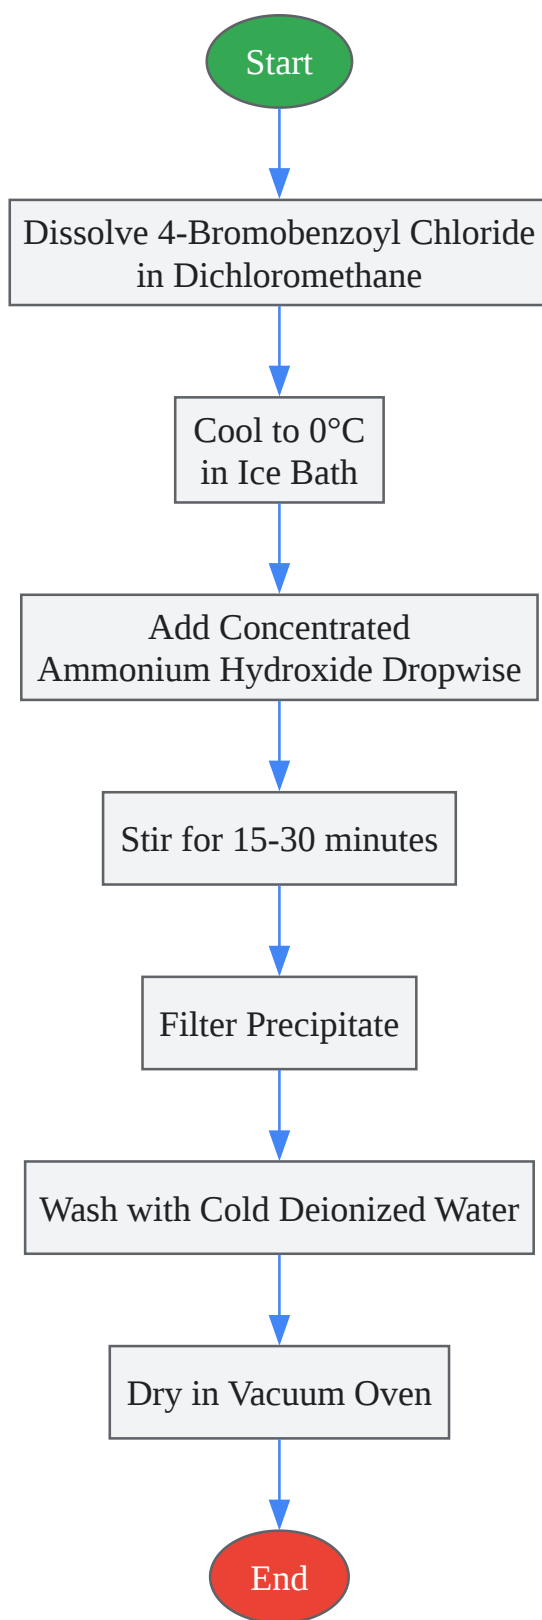 Start
Dissolve 4-Bromobenzoyl Chloride
in Dichloromethane
Cool to 0°C
in Ice Bath
Add Concentrated
Ammonium Hydroxide Dropwise
Stir for 15-30 minutes
Filter Precipitate
Wash with Cold Deionized Water
Dry in Vacuum Oven
End